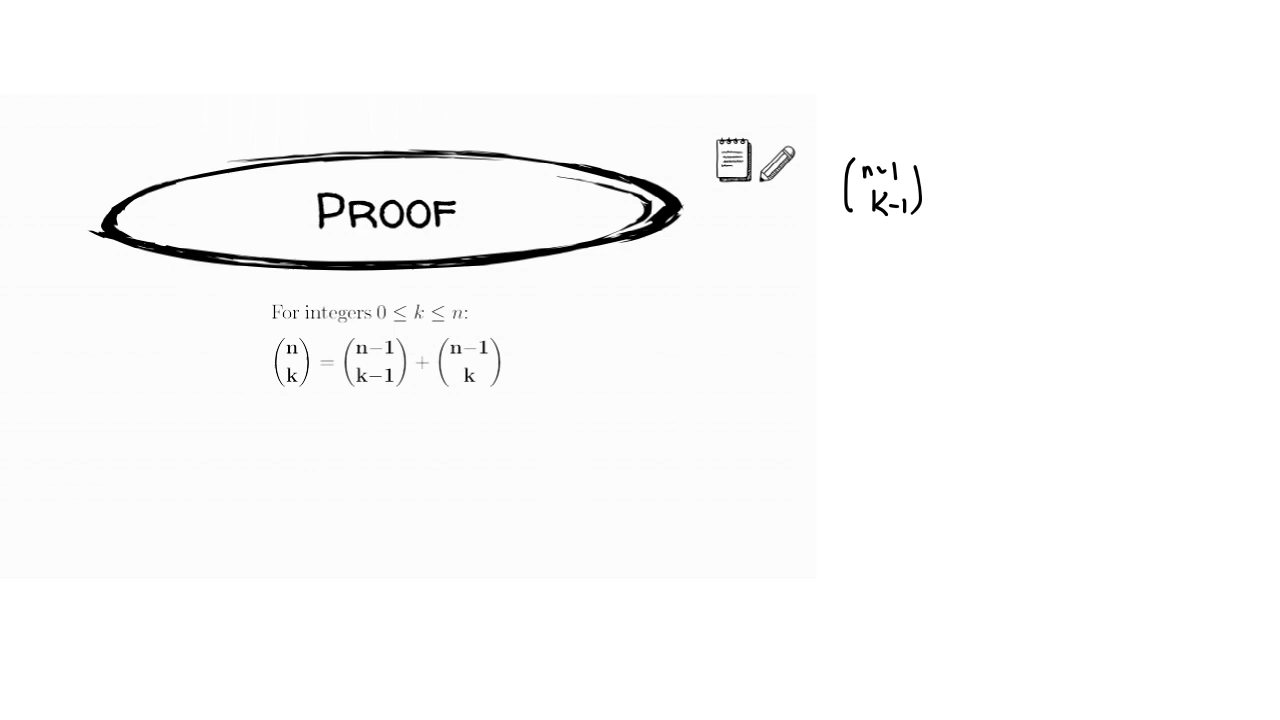 PROOF
For integers 0 ≤ k ≤ n:
(n k) = (n−1 k−1) + (n−1 k)
(n-1 k-1)